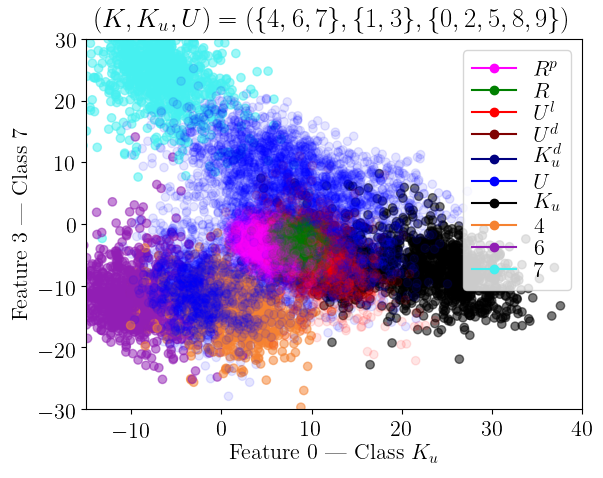 (K, K_u, U) = ({4, 6, 7}, {1, 3}, {0, 2, 5, 8, 9})
30
20
10
0
−10
−20
−30
Feature 3 — Class 7
R^p
R
U^l
U^d
K_u^d
U
K_u
4
6
7
−10 0 10 20 30 40
Feature 0 — Class K_u